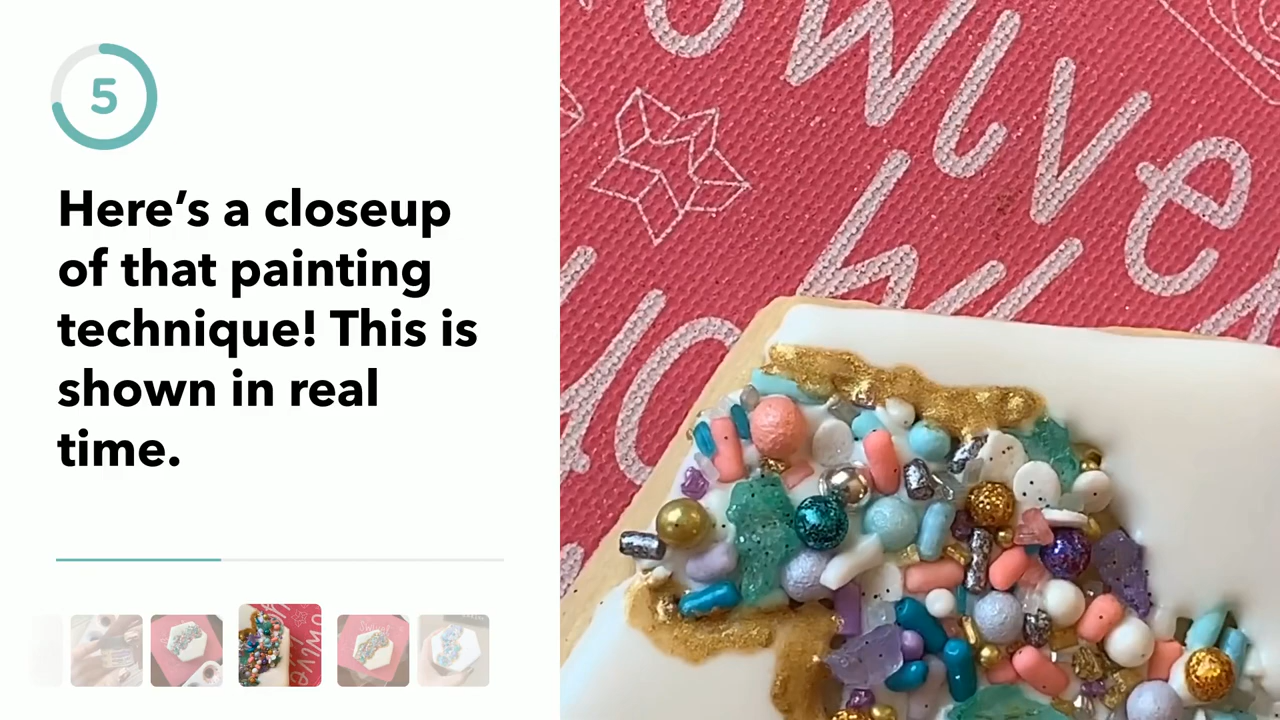 5
Here’s a closeup
of that painting
technique! This is
shown in real
time.